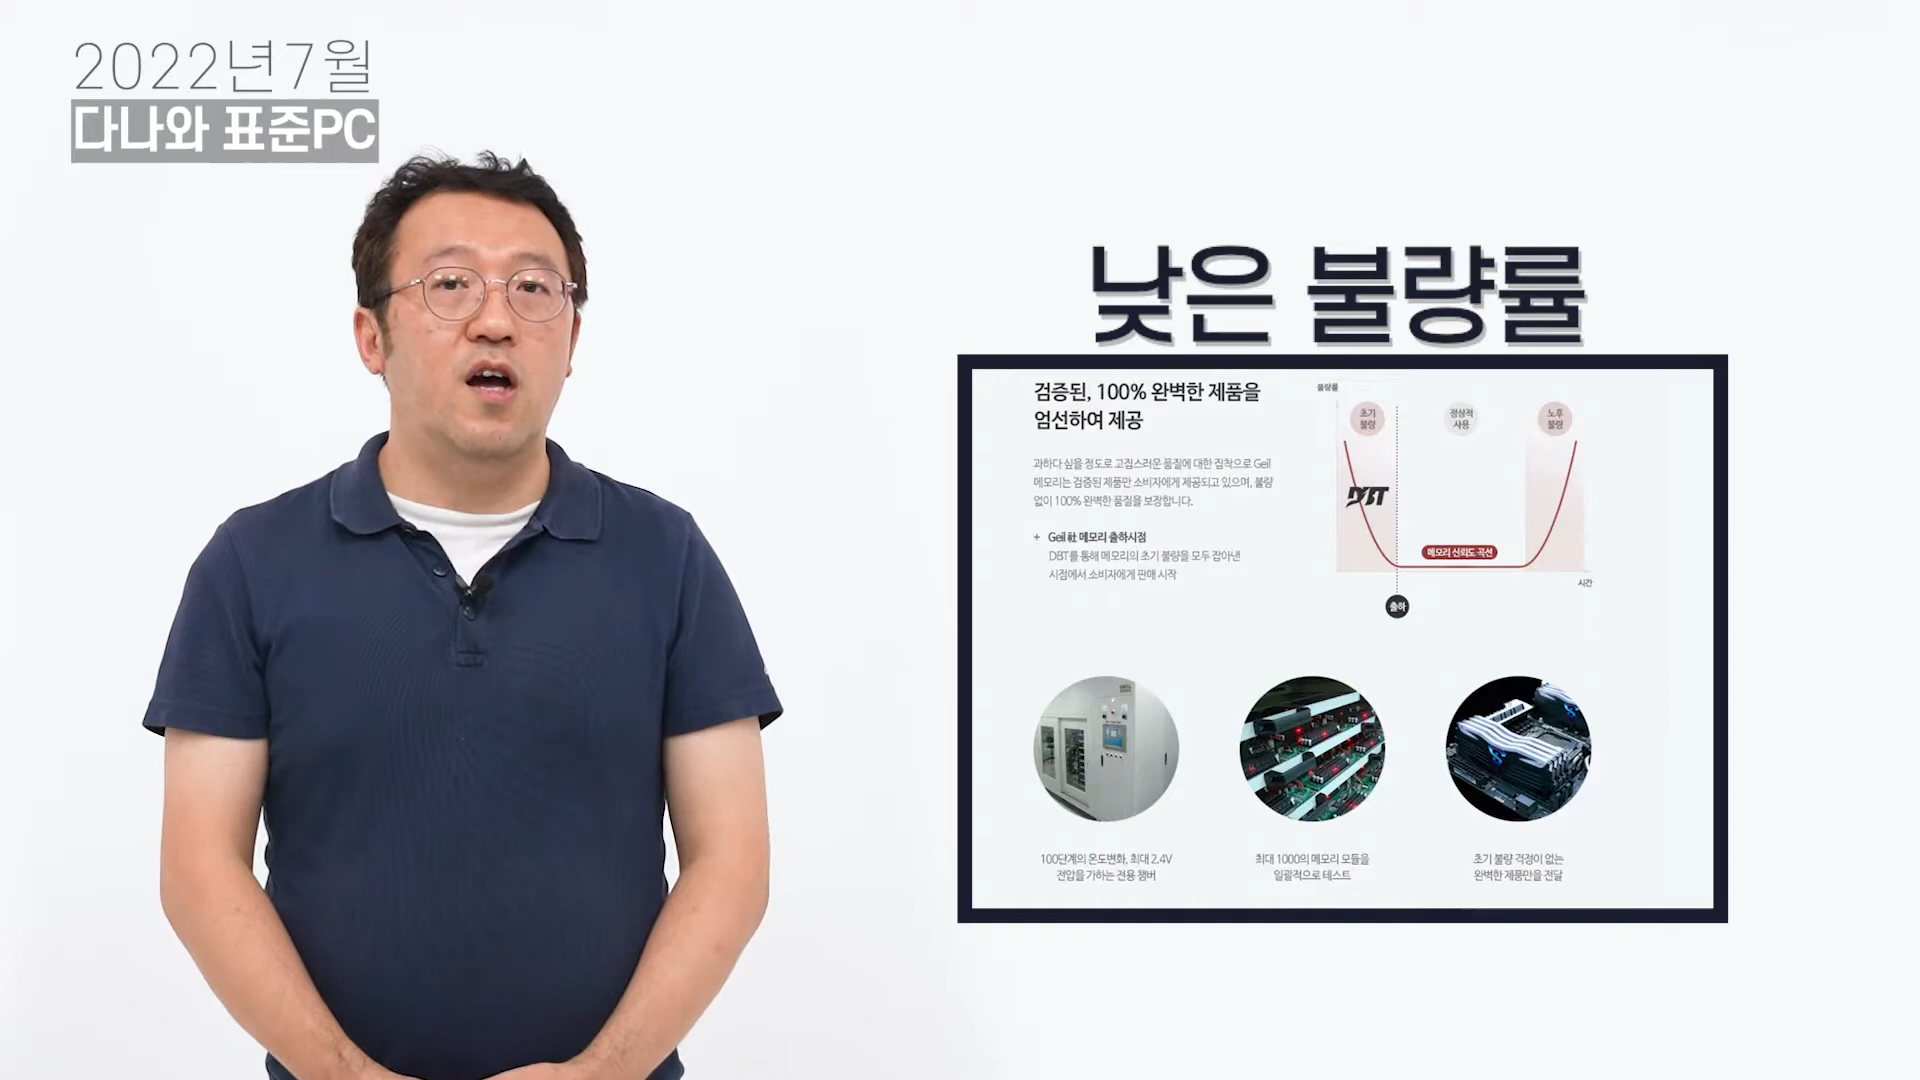 2022년7월
다나와 표준PC
낮은 불량률
검증된, 100% 완벽한 제품을
엄선하여 제공
과하다 싶을 정도로 고집스러운 품질에 대한 집착으로 Geil
메모리는 검증된 제품만 소비자에게 제공되고 있으며, 불량
없이 100% 완벽한 품질을 보장합니다.
+ Geil 社 메모리 출하시점
DBT를 통해 메모리의 초기 불량을 모두 잡아낸
시점에서 소비자에게 판매 시작
불량률
초기
불량
정상적
사용
노후
불량
DBT
메모리 신뢰도 곡선
시간
출하
100단계의 온도변화, 최대 2.4V
전압을 가하는 전용 챔버
최대 1000의 메모리 모듈을
일괄적으로 테스트
초기 불량 걱정이 없는
완벽한 제품만을 전달